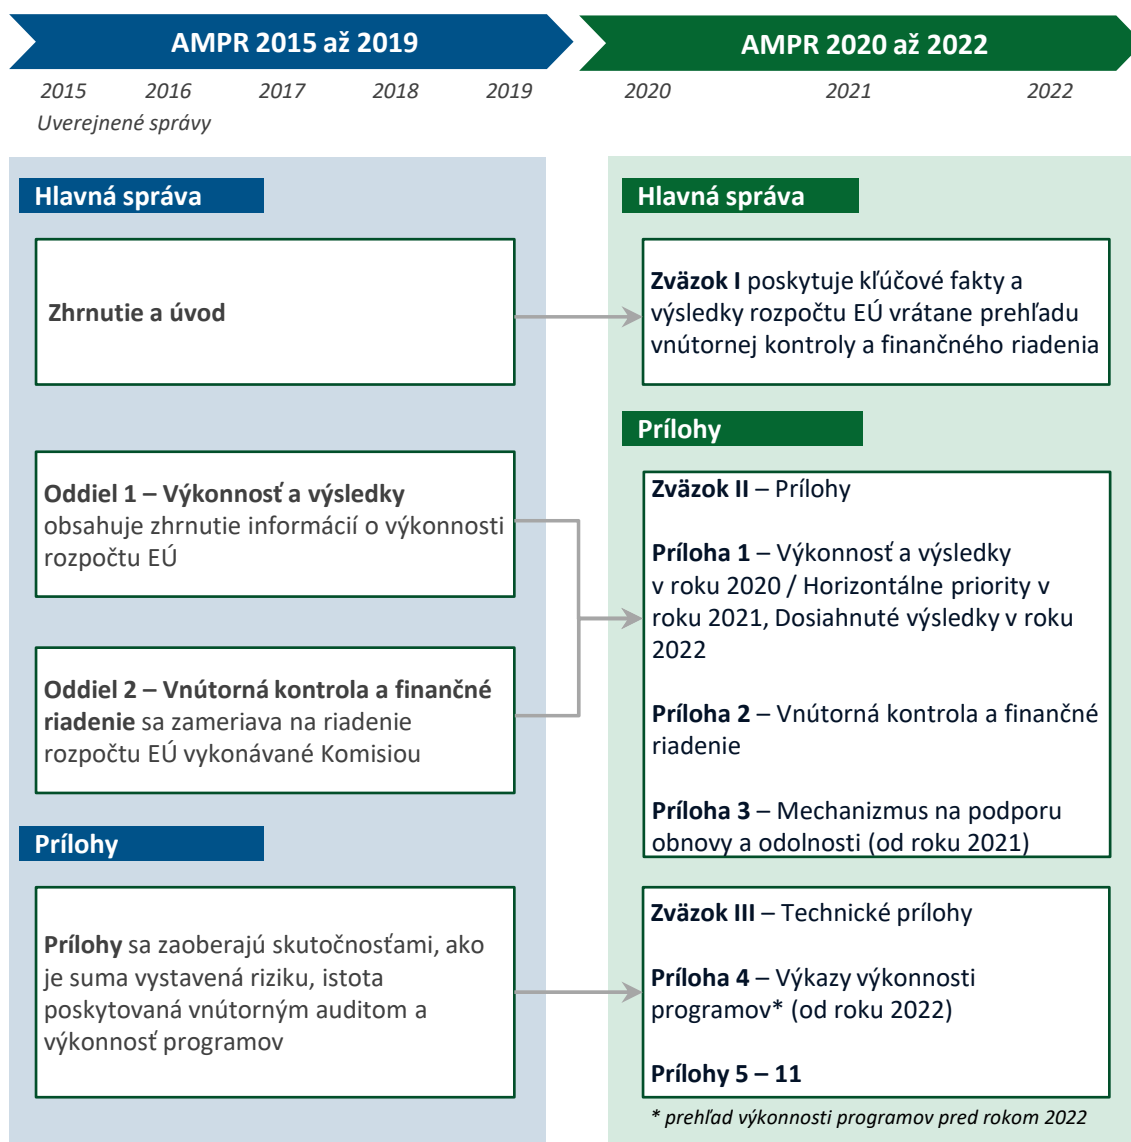 AMPR 2015 až 2019
2015 2016 2017 2018 2019
Uverejnené správy
Hlavná správa
Zhrnutie a úvod
Oddiel 1 – Výkonnosť a výsledky
obsahuje zhrnutie informácií o výkonnosti
rozpočtu EÚ
Oddiel 2 – Vnútorná kontrola a finančné
riadenie sa zameriava na riadenie
rozpočtu EÚ vykonávané Komisiou
Prílohy
Prílohy sa zaoberajú skutočnosťami, ako
je suma vystavená riziku, istota
poskytovaná vnútorným auditom a
výkonnosť programov
AMPR 2020 až 2022
2020 2021 2022
Hlavná správa
Zväzok I poskytuje kľúčové fakty a
výsledky rozpočtu EÚ vrátane prehľadu
vnútornej kontroly a finančného riadenia
Prílohy
Zväzok II – Prílohy
Príloha 1 – Výkonnosť a výsledky
v roku 2020 / Horizontálne priority v
roku 2021, Dosiahnuté výsledky v roku
2022
Príloha 2 – Vnútorná kontrola a finančné
riadenie
Príloha 3 – Mechanizmus na podporu
obnovy a odolnosti (od roku 2021)
Zväzok III – Technické prílohy
Príloha 4 – Výkazy výkonnosti
programov* (od roku 2022)
Prílohy 5 – 11
* prehľad výkonnosti programov pred rokom 2022